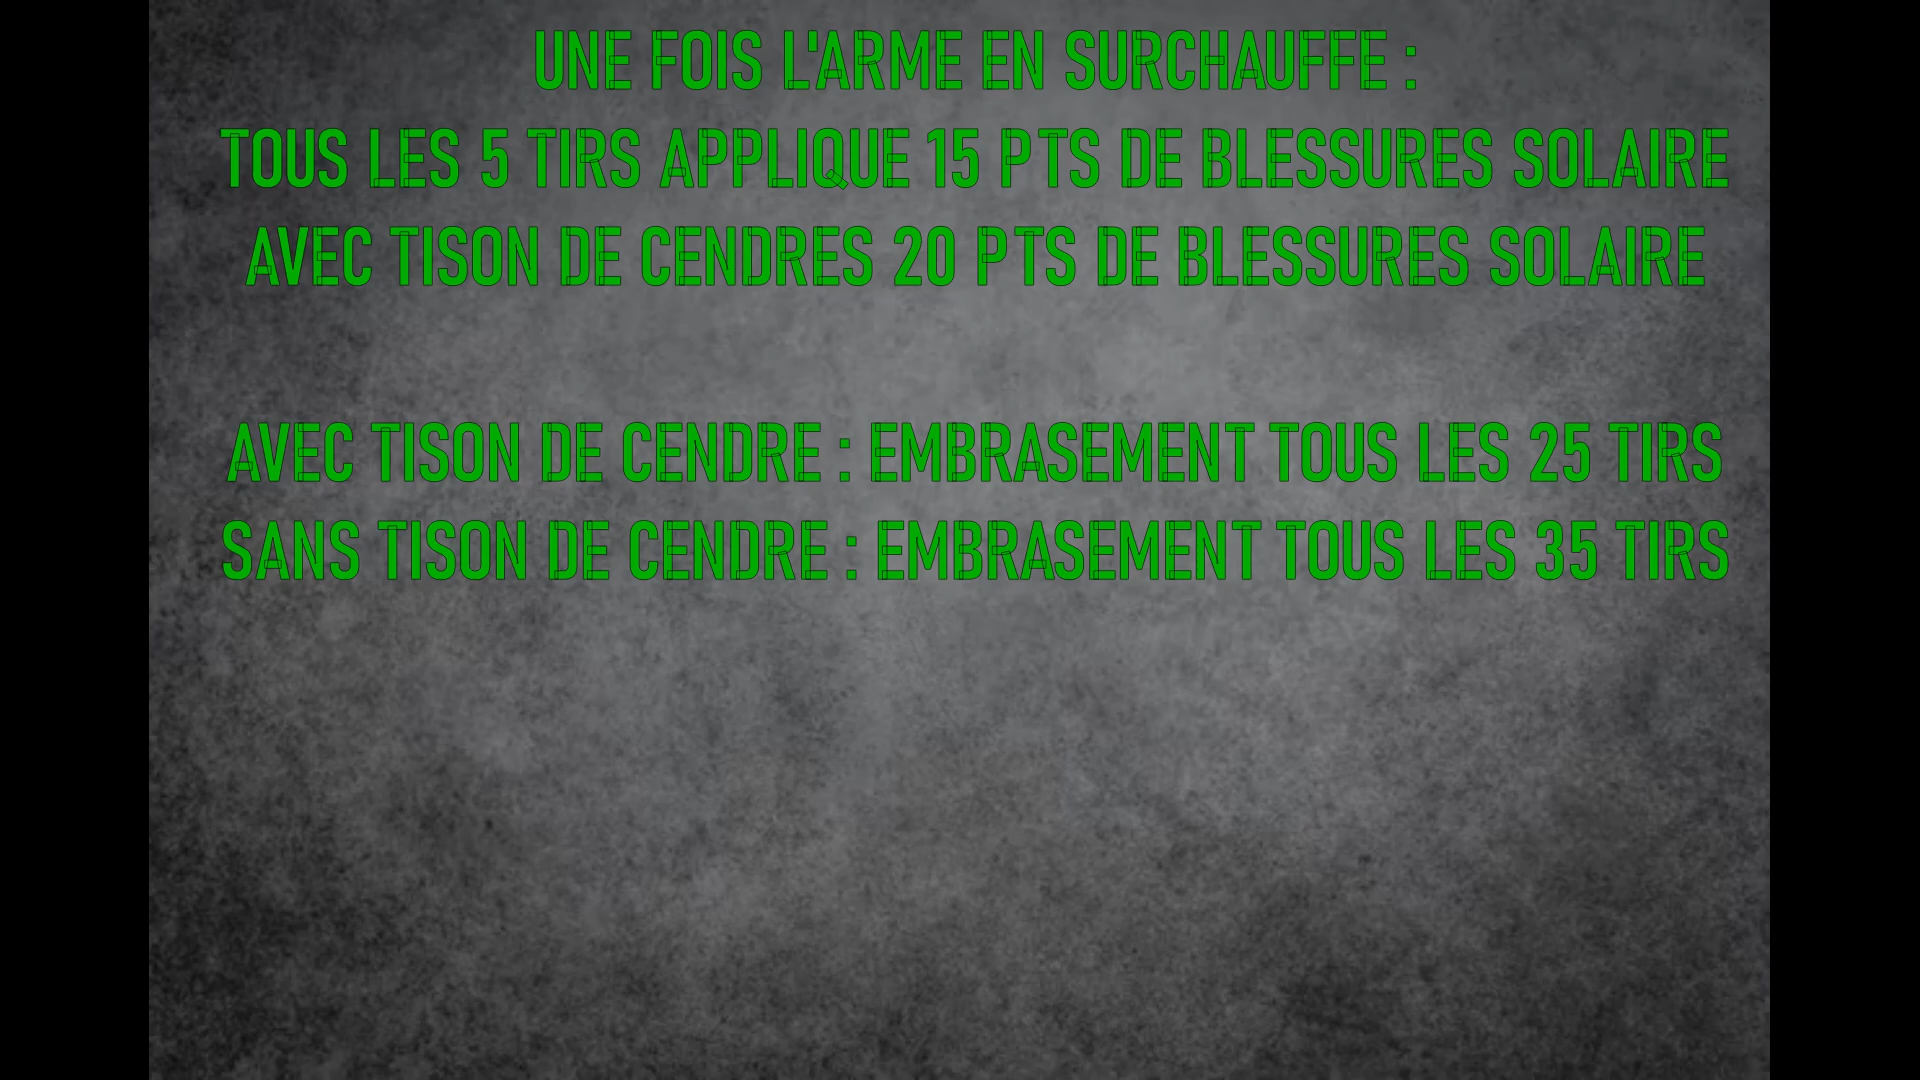 UNE FOIS L'ARME EN SURCHAUFFE :
TOUS LES 5 TIRS APPLIQUE 15 PTS DE BLESSURES SOLAIRE
AVEC TISON DE CENDRES 20 PTS DE BLESSURES SOLAIRE
AVEC TISON DE CENDRE : EMBRASEMENT TOUS LES 25 TIRS
SANS TISON DE CENDRE : EMBRASEMENT TOUS LES 35 TIRS